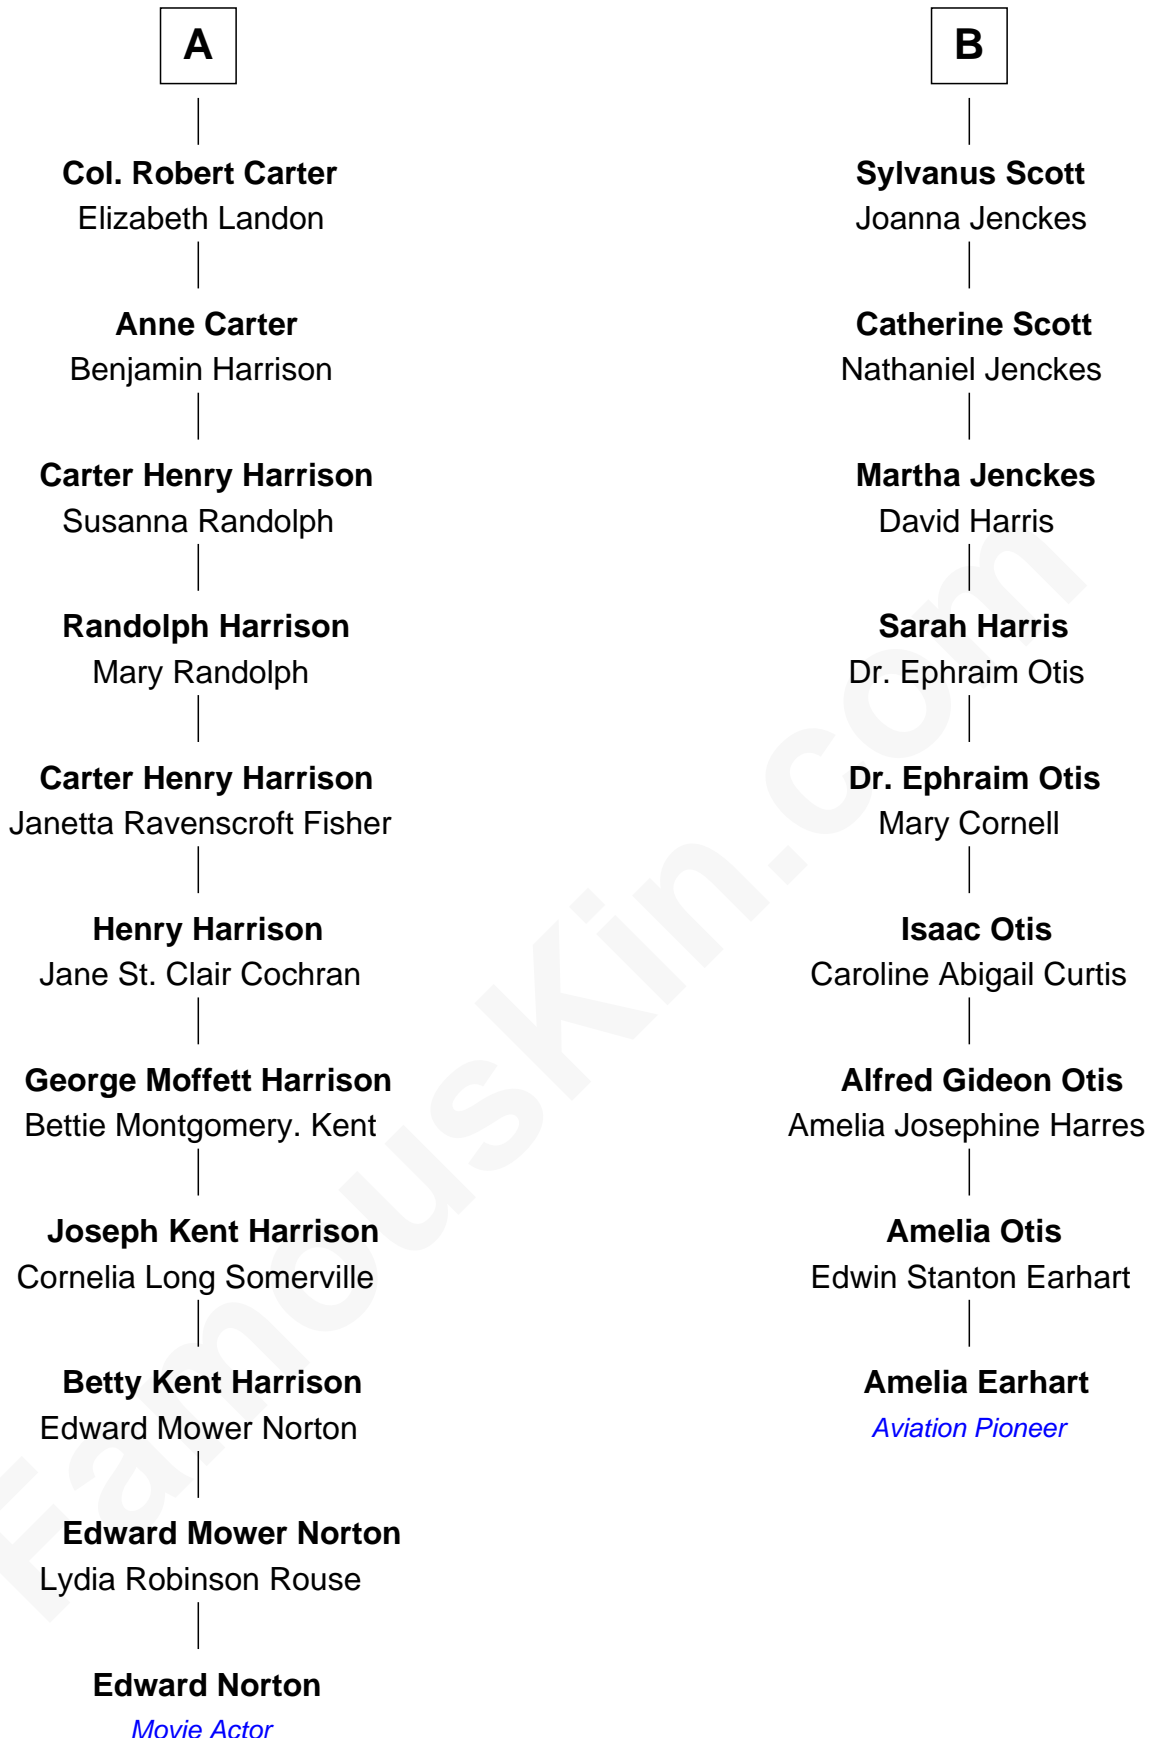 A
Col. Robert Carter
Elizabeth Landon
Anne Carter
Benjamin Harrison
Carter Henry Harrison
Susanna Randolph
Randolph Harrison
Mary Randolph
Carter Henry Harrison
Janetta Ravenscroft Fisher
Henry Harrison
Jane St. Clair Cochran
George Moffett Harrison
Bettie Montgomery. Kent
Joseph Kent Harrison
Cornelia Long Somerville
Betty Kent Harrison
Edward Mower Norton
Edward Mower Norton
Lydia Robinson Rouse
Edward Norton
Movie Actor
B
Sylvanus Scott
Joanna Jenckes
Catherine Scott
Nathaniel Jenckes
Martha Jenckes
David Harris
Sarah Harris
Dr. Ephraim Otis
Dr. Ephraim Otis
Mary Cornell
Isaac Otis
Caroline Abigail Curtis
Alfred Gideon Otis
Amelia Josephine Harres
Amelia Otis
Edwin Stanton Earhart
Amelia Earhart
Aviation Pioneer
FamousKin.com